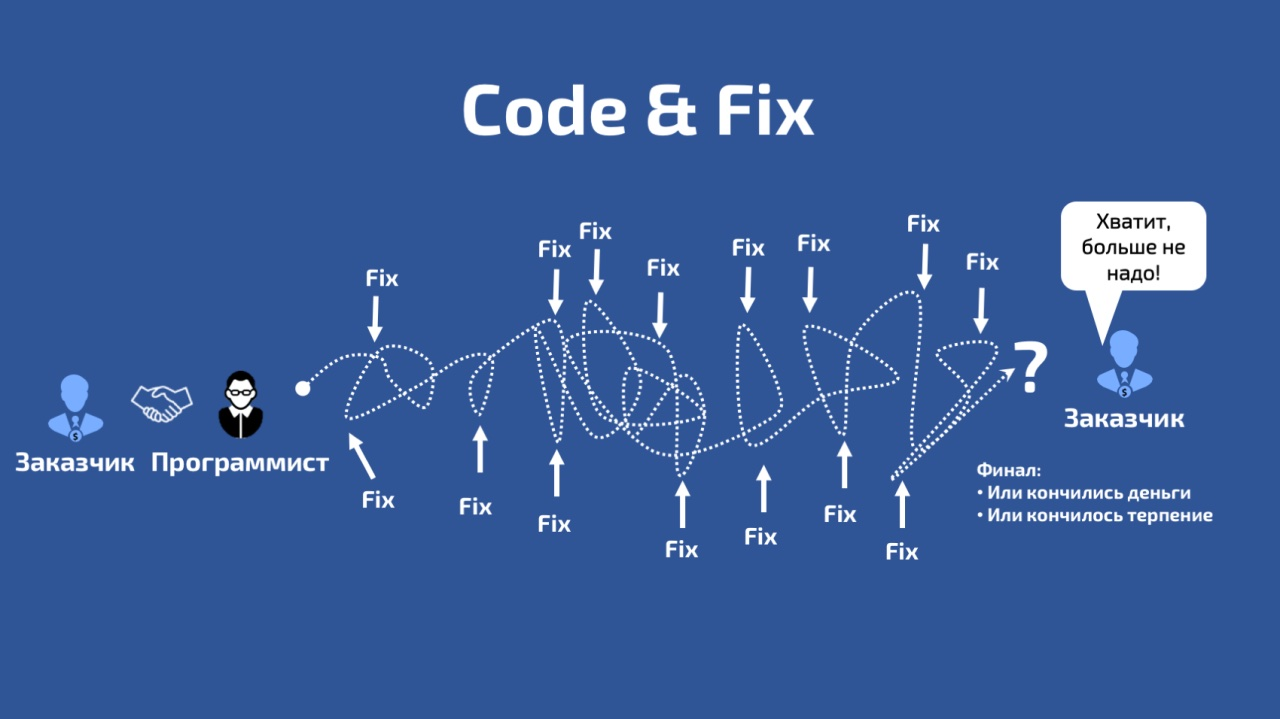 Code & Fix
Fix
Fix
Fix
Fix
Fix
Fix
Fix
Fix
Хватит,
больше не
надо!
?
Заказчик
Программист
Заказчик
Финал:
• Или кончились деньги
• Или кончилось терпение
Fix
Fix
Fix
Fix
Fix
Fix
Fix